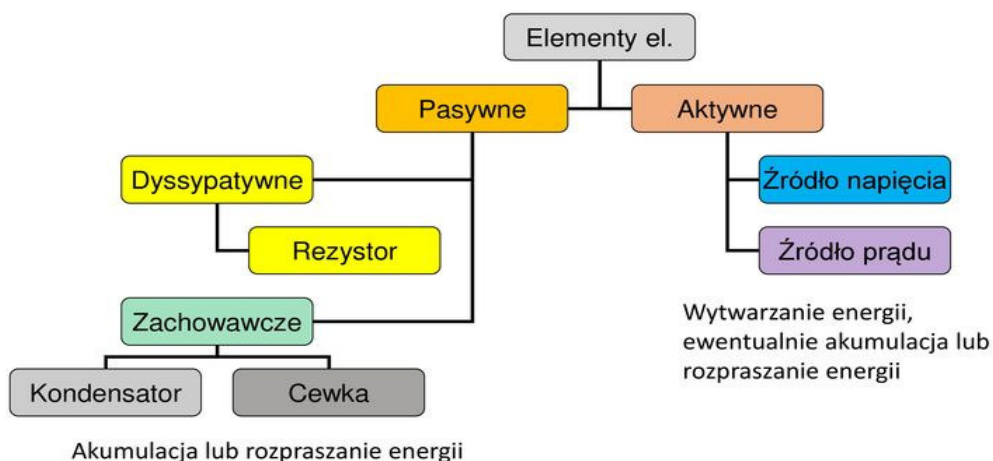 Elementy el.
Pasywne
Aktywne
Dyssypatywne
Źródło napięcia
Rezystor
Źródło prądu
Zachowawcze
Wytwarzanie energii,
ewentualnie akumulacja lub
rozpraszanie energii
Kondensator
Cewka
Akumulacja lub rozpraszanie energii